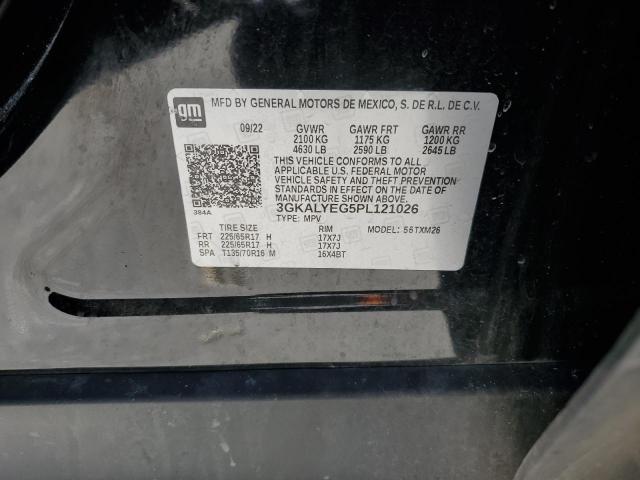 gm
MFD BY GENERAL MOTORS DE MEXICO, S. DE R.L. DE C.V.
09/22 GVWR GAWR FRT GAWR RR
2100 KG 1175 KG 1200 KG
4630 LB 2590 LB 2645 LB
THIS VEHICLE CONFORMS TO ALL
APPLICABLE U.S. FEDERAL MOTOR
VEHICLE SAFETY AND THEFT
PREVENTION STANDARDS IN
EFFECT ON THE DATE OF
MANUFACTURE SHOWN ABOVE.
384A 3GKALYEG5PL121026
TYPE: MPV
TIRE SIZE RIM MODEL: 56TXM26
FRT 225/65R17 H 17X7J
RR 225/65R17 H 17X7J
SPA T135/70R16 M 16X4BT